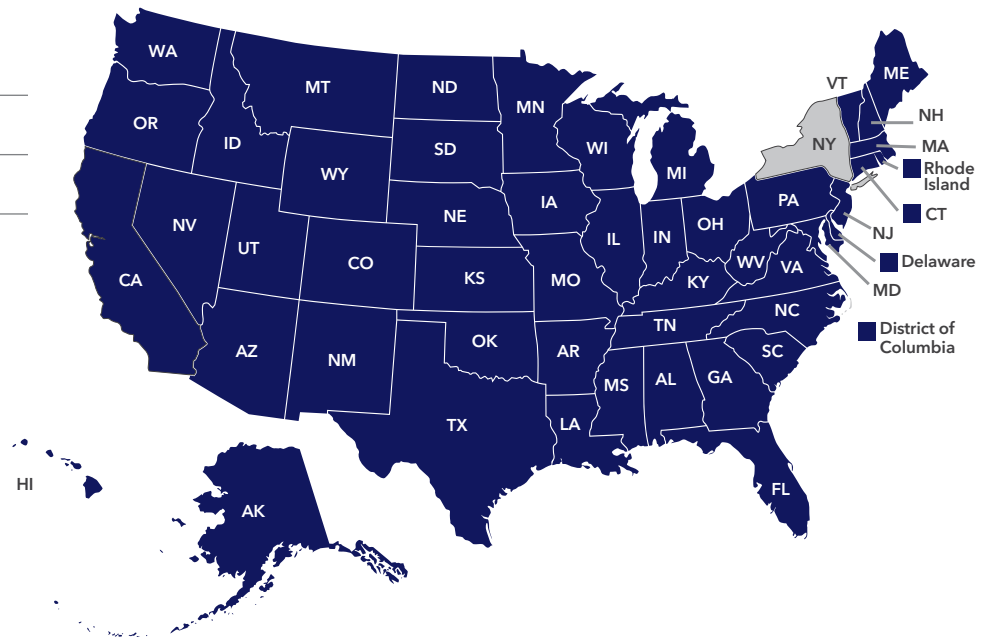 WA
MT
ND
MN
VT
ME
OR
ID
SD
WI
NY
NH
MA
WY
MI
Rhode
Island
NE
IA
PA
CT
NV
UT
CO
IL
IN
OH
NJ
KS
MO
WV
VA
Delaware
CA
KY
MD
NC
TN
District of
Columbia
AZ
NM
OK
AR
SC
MS
AL
GA
TX
LA
HI
AK
FL